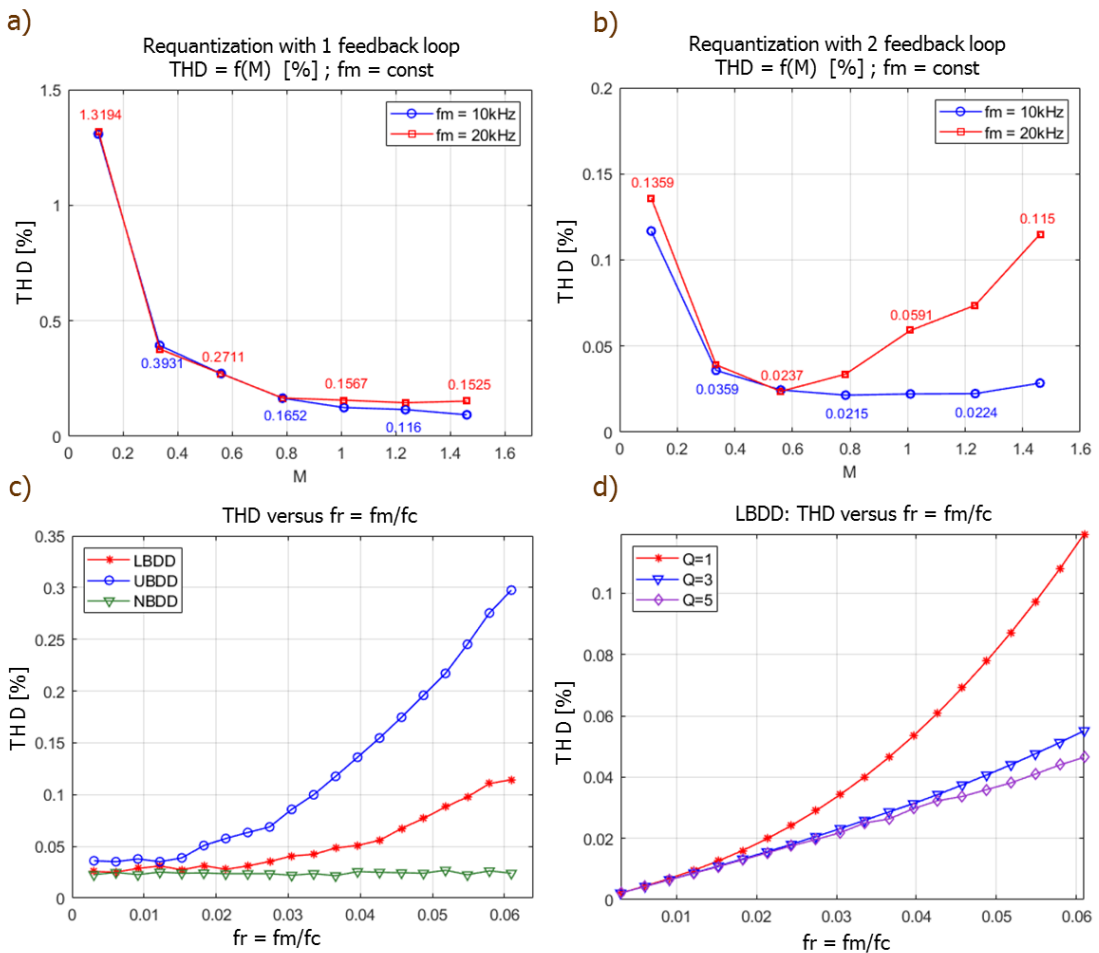 a)
Requantization with 1 feedback loop
THD = f(M) [%] ; fm = const
1.5
1
0.5
0
THD [%]
1.3194
0.3931
0.2711
0.1652
0.1567
0.116
0.1525
fm = 10kHz
fm = 20kHz
0 0.2 0.4 0.6 0.8 1 1.2 1.4 1.6
M
b)
Requantization with 2 feedback loop
THD = f(M) [%] ; fm = const
0.2
0.15
0.1
0.05
0
THD [%]
0.1359
0.0359
0.0237
0.0215
0.0591
0.0224
0.115
fm = 10kHz
fm = 20kHz
0 0.2 0.4 0.6 0.8 1 1.2 1.4 1.6
M
c)
THD versus fr = fm/fc
0.35
0.3
0.25
0.2
0.15
0.1
0.05
0
THD [%]
LBDD
UBDD
NBDD
0 0.01 0.02 0.03 0.04 0.05 0.06
fr = fm/fc
d)
LBDD: THD versus fr = fm/fc
0.1
0.08
0.06
0.04
0.02
0
THD [%]
Q=1
Q=3
Q=5
0.01 0.02 0.03 0.04 0.05 0.06
fr = fm/fc